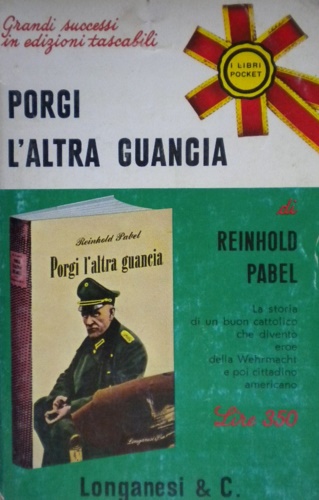 Grandi successi
in edizioni tascabili
I LIBRI
POCKET
PORGI
L'ALTRA GUANCIA
di
REINHOLD
PABEL
La storia
di un buon cattolico
che diventò
eroe
della Wehrmacht
e poi cittadino
americano
Lire 350
Reinhold Pabel
Porgi l'altra guancia
Longanesi & C.